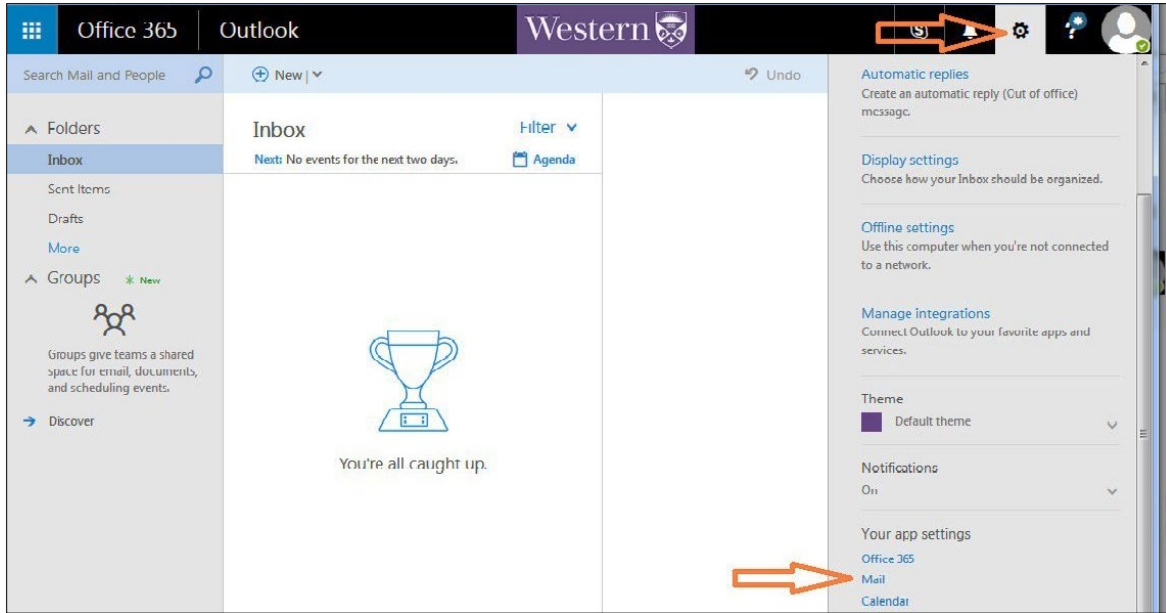 Office 365
Outlook
Western
Search Mail and People
New
Undo
Folders
Inbox
Sent Items
Drafts
More
Groups
New
Groups give teams a shared
space for email, documents,
and scheduling events.
Discover
Inbox
Filter
Next: No events for the next two days.
Agenda
You're all caught up.
Automatic replies
Create an automatic reply (Out of office)
message.
Display settings
Choose how your Inbox should be organized.
Offline settings
Use this computer when you're not connected
to a network.
Manage integrations
Connect Outlook to your favorite apps and
services.
Theme
Default theme
Notifications
On
Your app settings
Office 365
Mail
Calendar